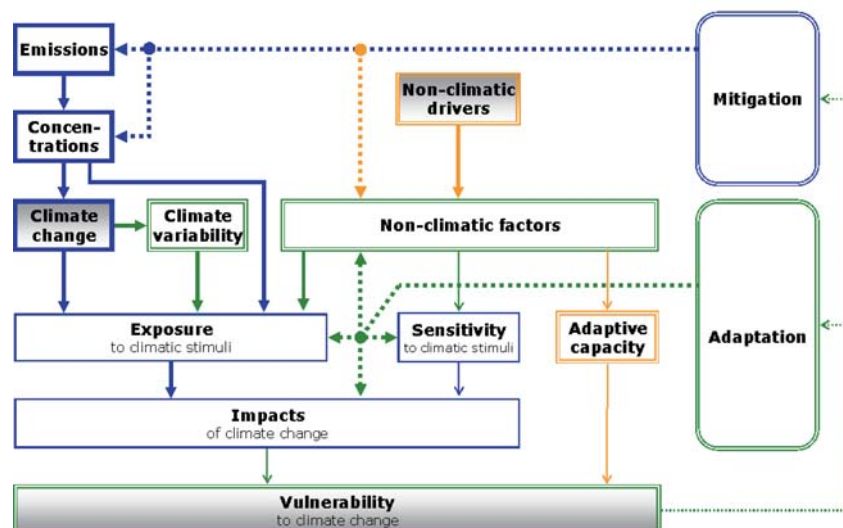 Emissions
Mitigation
Non-climatic
drivers
Concen-
trations
Climate
change
Climate
variability
Non-climatic factors
Exposure
to climatic stimuli
Sensitivity
to climatic stimuli
Adaptive
capacity
Adaptation
Impacts
of climate change
Vulnerability
to climate change